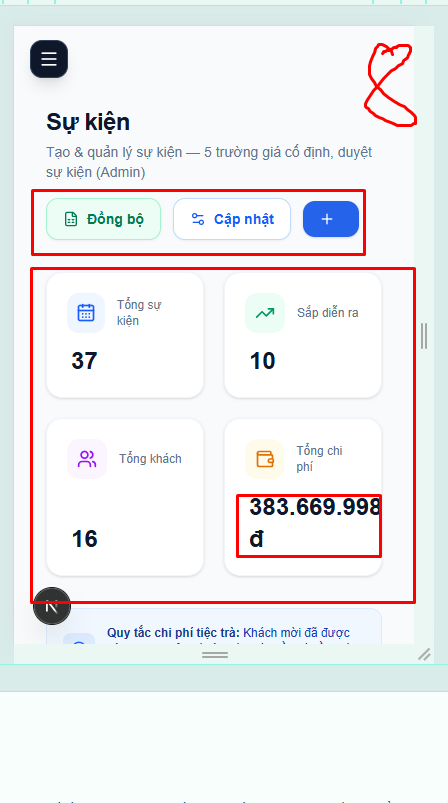 Sự kiện
Tạo & quản lý sự kiện — 5 trường giá cố định, duyệt
sự kiện (Admin)
Đồng bộ
Cập nhật
+
Tổng sự
kiện
37
Sắp diễn ra
10
Tổng khách
16
Tổng chi
phí
383.669.998
đ
N
Quy tắc chi phí tiệc trà: Khách mời đã được